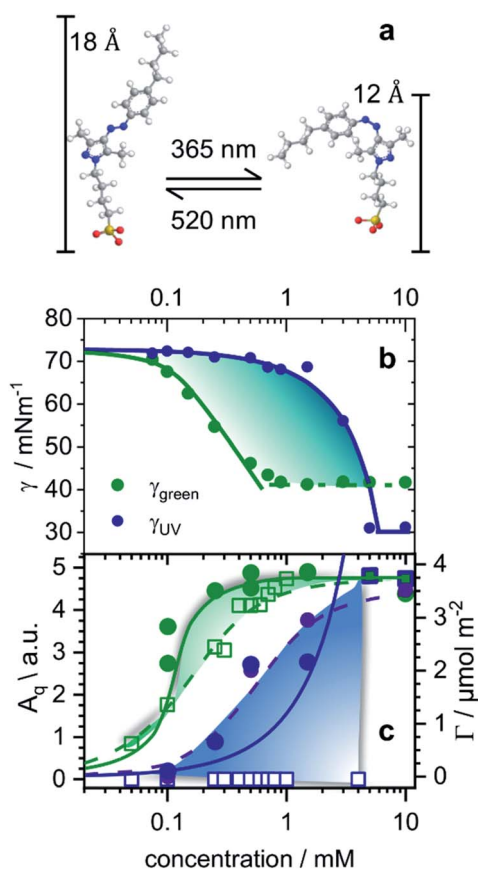 18 Å
a
12 Å
365 nm
520 nm
0.1 1 10
80
70
60
50
40
30
γ / mNm⁻¹
b
γgreen
γUV
5
4
3
2
1
0
A_q \ a.u.
4
3
2
1
0
Γ / μmol m⁻²
c
0.1 1 10
concentration / mM